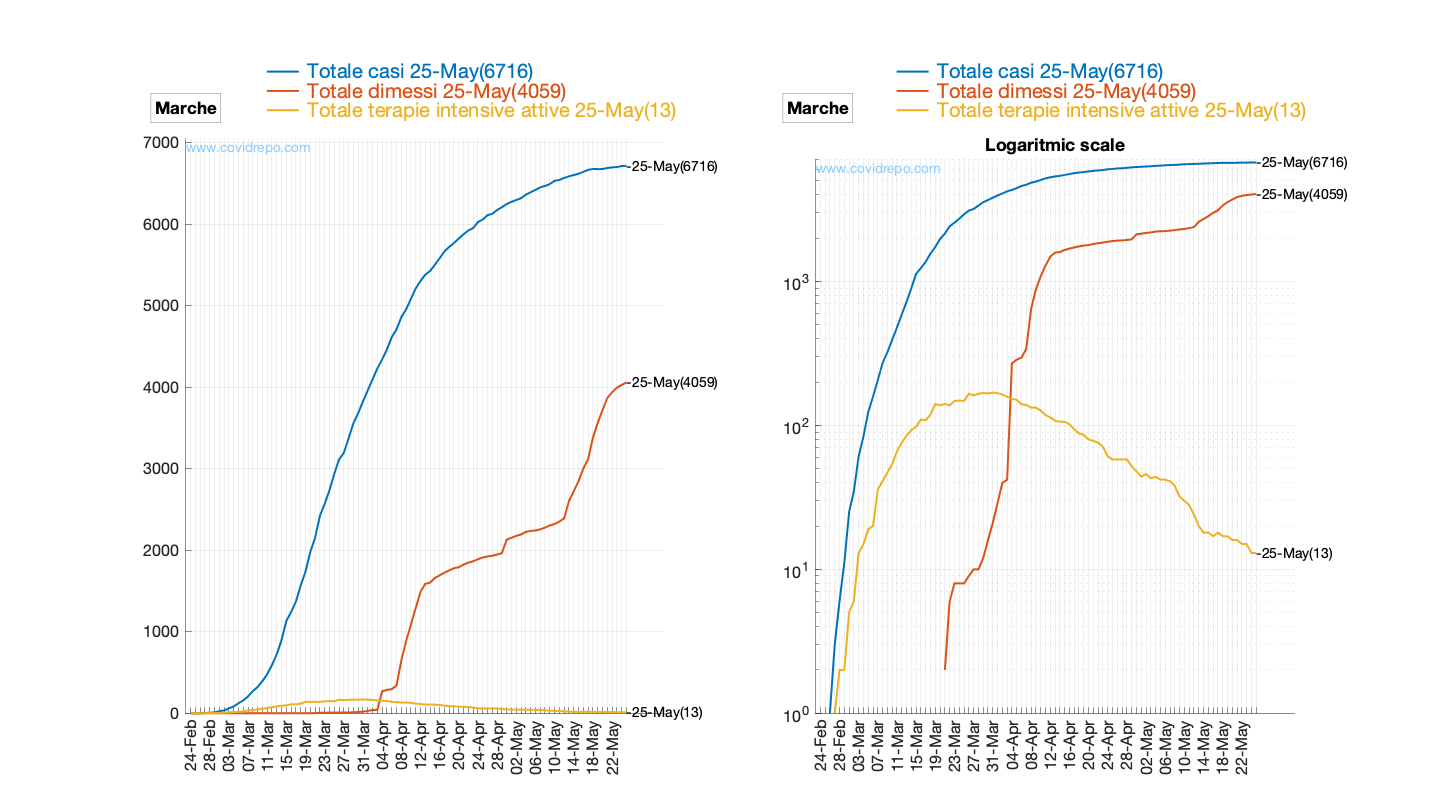 Totale casi 25-May(6716)
Totale dimessi 25-May(4059)
Totale terapie intensive attive 25-May(13)
Marche
www.covidrepo.com
7000
6000
5000
4000
3000
2000
1000
0
25-May(6716)
25-May(4059)
25-May(13)
24-Feb
28-Feb
03-Mar
07-Mar
11-Mar
15-Mar
19-Mar
23-Mar
27-Mar
31-Mar
04-Apr
08-Apr
12-Apr
16-Apr
20-Apr
24-Apr
28-Apr
02-May
06-May
10-May
14-May
18-May
22-May
Totale casi 25-May(6716)
Totale dimessi 25-May(4059)
Totale terapie intensive attive 25-May(13)
Marche
Logaritmic scale
www.covidrepo.com
10³
10²
10¹
10⁰
25-May(6716)
25-May(4059)
25-May(13)
24-Feb
28-Feb
03-Mar
07-Mar
11-Mar
15-Mar
19-Mar
23-Mar
27-Mar
31-Mar
04-Apr
08-Apr
12-Apr
16-Apr
20-Apr
24-Apr
28-Apr
02-May
06-May
10-May
14-May
18-May
22-May